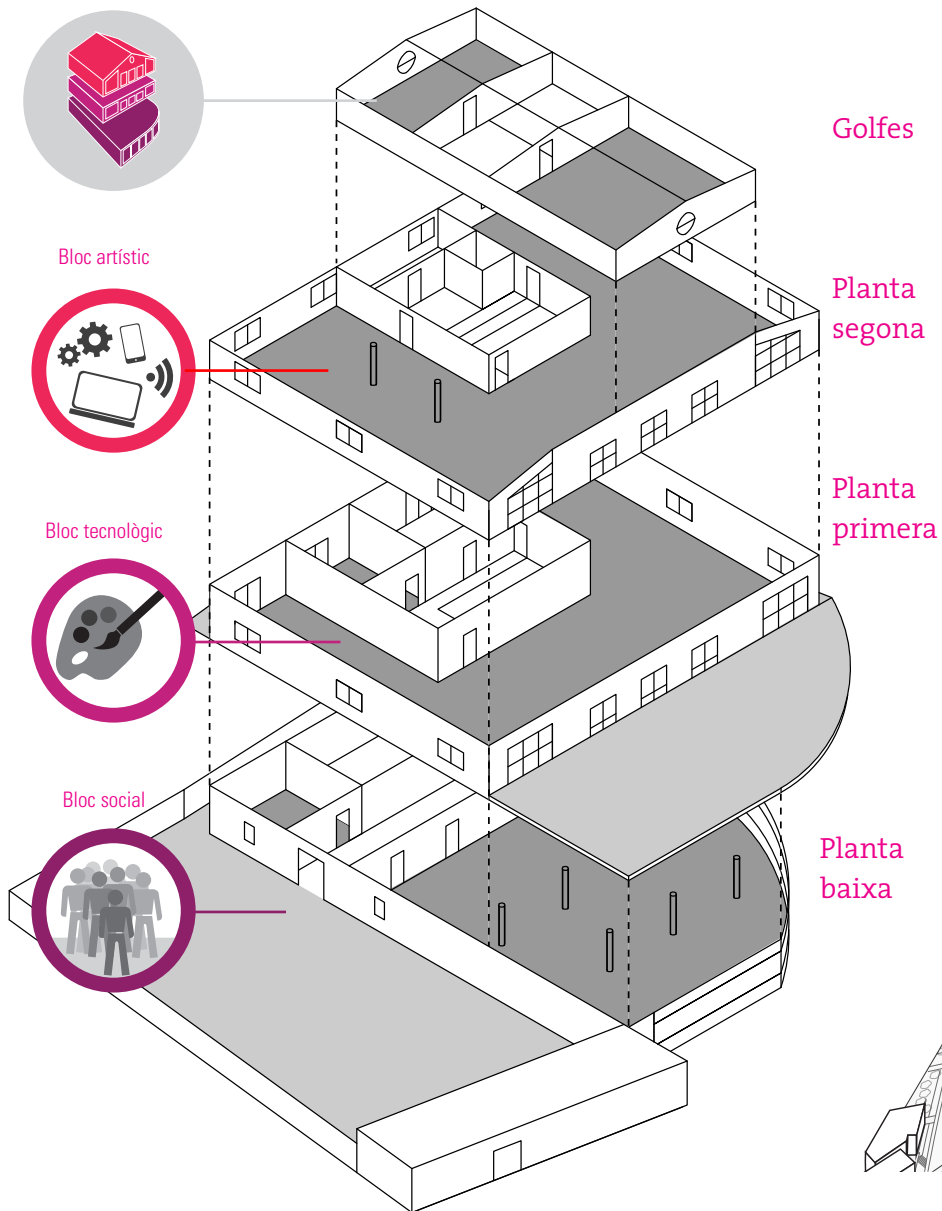 Golfes
Bloc artístic
Planta
segona
Planta
primera
Bloc tecnològic
Bloc social
Planta
baixa